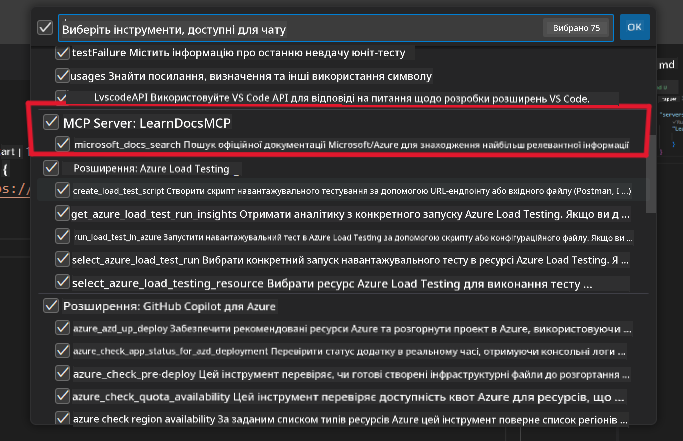 Виберіть інструменти, доступні для чату
Вибрано 75
OK
testFailure Містить інформацію про останню невдачу юніт-тесту
usages Знайти посилання, визначення та інші використання символу
LvscodeAPI Використовуйте VS Code API для відповіді на питання щодо розробки розширень VS Code.
MCP Server: LearnDocsMCP
microsoft_docs_search Пошук офіційної документації Microsoft/Azure для знаходження найбільш релевантної інформації
Розширення: Azure Load Testing _
create_load_test_script Створити скрипт навантажувального тестування за допомогою URL-ендпоінту або вхідного файлу (Postman, I ...)
get_azure_load_test_run_insights Отримати аналітику з конкретного запуску Azure Load Testing. Якщо ви д ...
run_load_test_in_azure Запустити навантажувальний тест в Azure Load Testing за допомогою скрипту або конфігураційного файлу. Якщо ви ...
select_azure_load_test_run Вибрати конкретний запуск навантажувального тесту в ресурсі Azure Load Testing. Я ...
select_azure_load_testing_resource Вибрати ресурс Azure Load Testing для виконання тесту ...
Розширення: GitHub Copilot для Azure
azure_azd_up_deploy Забезпечити рекомендовані ресурси Azure та розгорнути проект в Azure, використовуючи ...
azure_check_app_status_for_azd_deployment Перевірити статус додатку в реальному часі, отримуючи консольні логи ...
azure_check_pre-deploy Цей інструмент перевіряє, чи готові створені інфраструктурні файли до розгортання ...
azure_check_quota_availability Цей інструмент перевіряє доступність квот Azure для ресурсів, що ...
azure check region availability За заданим списком типів ресурсів Azure цей інструмент поверне список регіонів ...
md